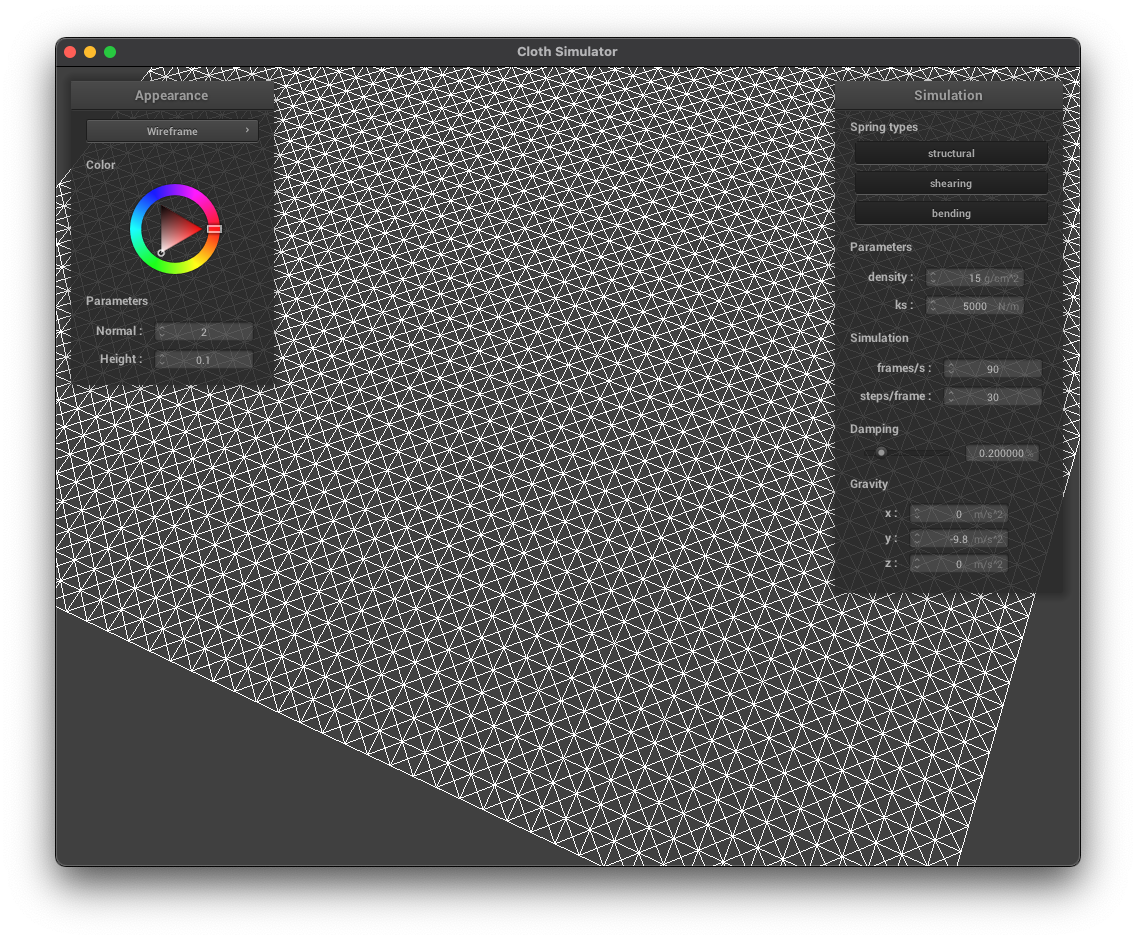 Cloth Simulator
Appearance
Wireframe
Color
Parameters
Normal : 2
Height : 0.1
Simulation
Spring types
structural
shearing
bending
Parameters
density : 15 g/cm^2
ks : 5000 N/m
Simulation
frames/s : 90
steps/frame : 30
Damping
0.200000 %
Gravity
x : 0 m/s^2
y : -9.8 m/s^2
z : 0 m/s^2